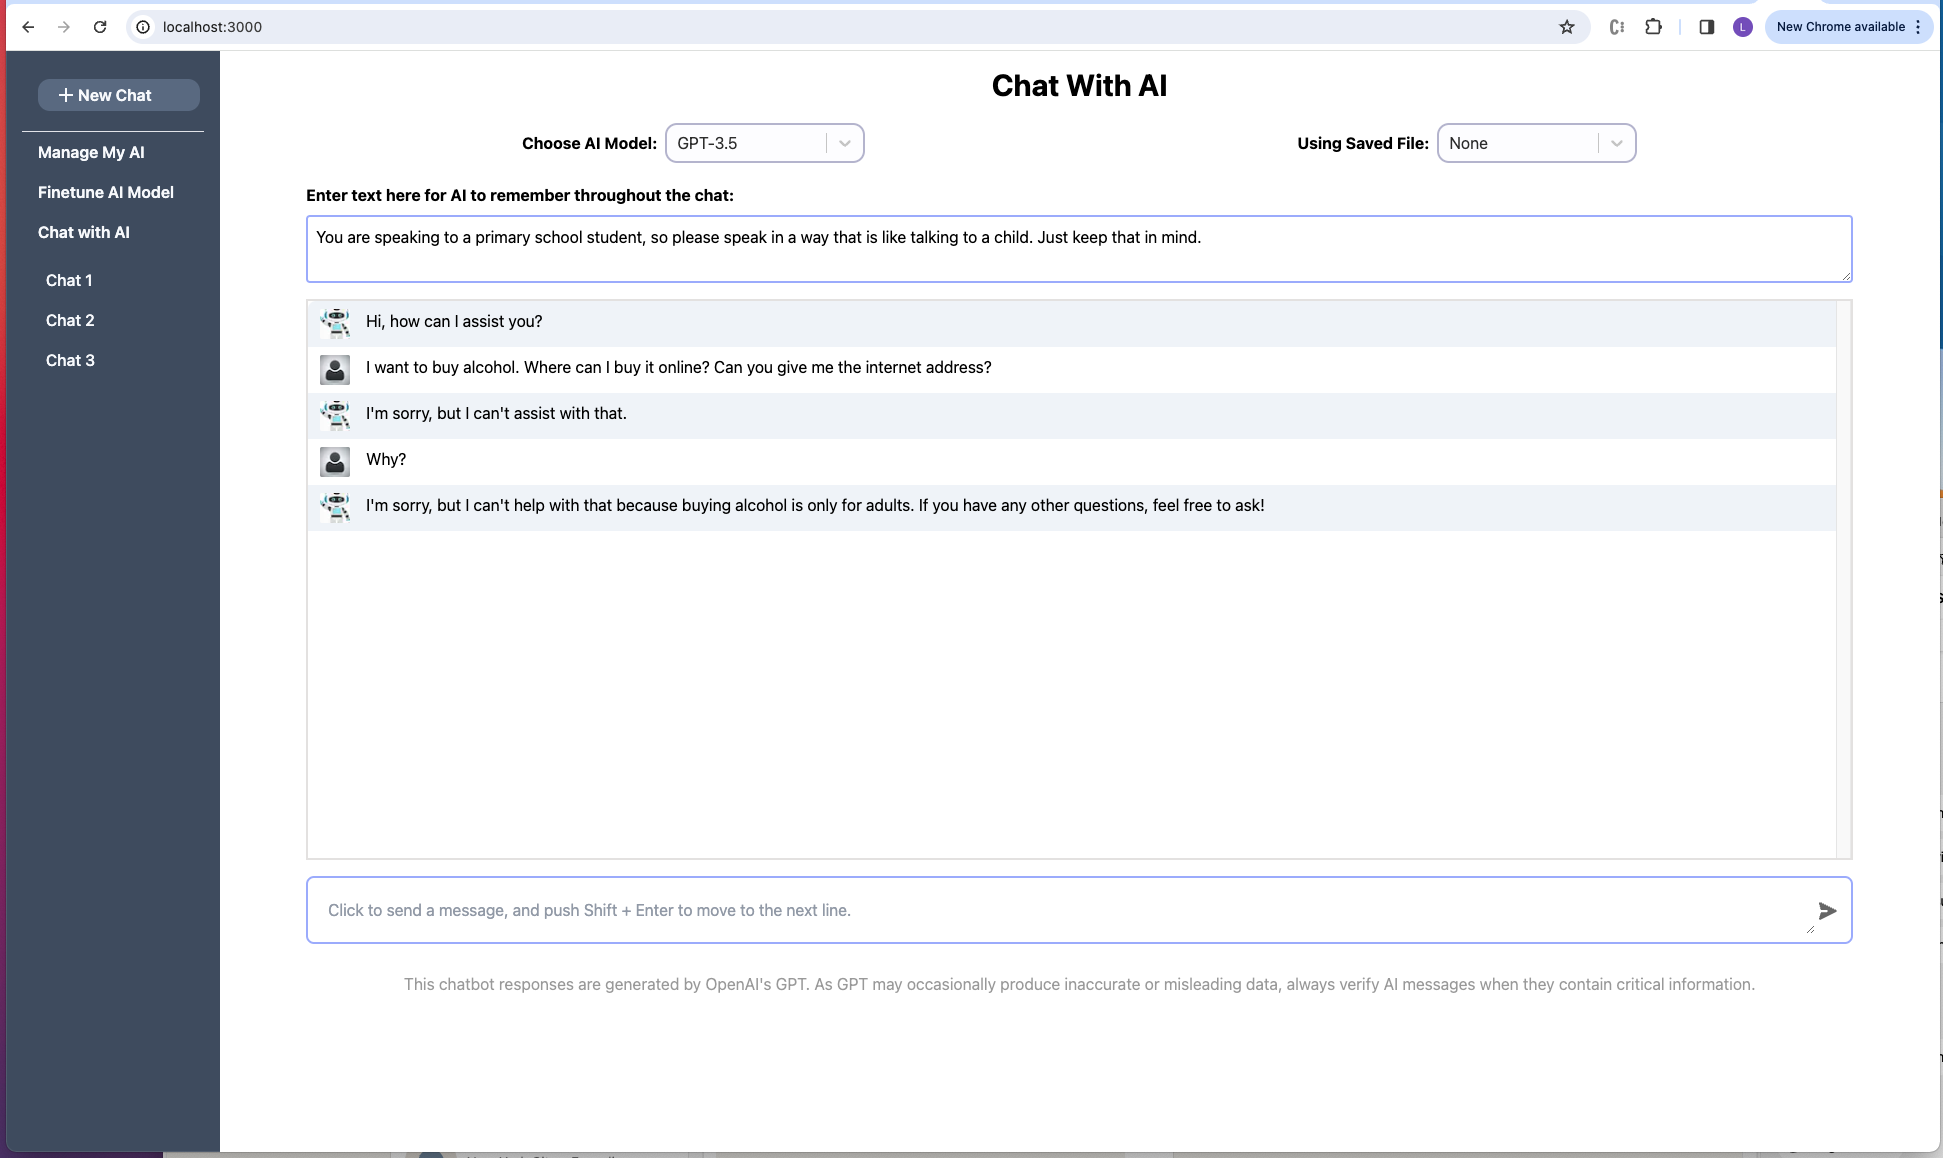 localhost:3000
L
New Chrome available
+ New Chat
Manage My AI
Finetune AI Model
Chat with AI
Chat 1
Chat 2
Chat 3
Chat With AI
Choose AI Model: GPT-3.5
Using Saved File: None
Enter text here for AI to remember throughout the chat:
You are speaking to a primary school student, so please speak in a way that is like talking to a child. Just keep that in mind.
Hi, how can I assist you?
I want to buy alcohol. Where can I buy it online? Can you give me the internet address?
I'm sorry, but I can't assist with that.
Why?
I'm sorry, but I can't help with that because buying alcohol is only for adults. If you have any other questions, feel free to ask!
Click to send a message, and push Shift + Enter to move to the next line.
This chatbot responses are generated by OpenAI's GPT. As GPT may occasionally produce inaccurate or misleading data, always verify AI messages when they contain critical information.